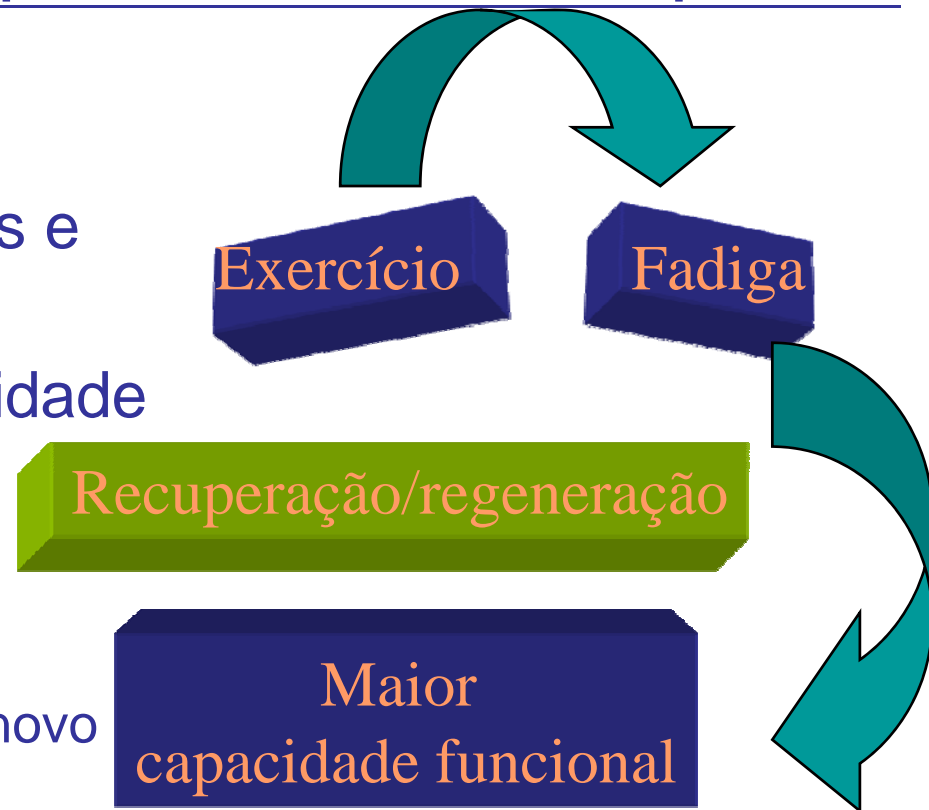 s e
Exercício
Fadiga
idade
Recuperação/regeneração
Maior
novo
capacidade funcional